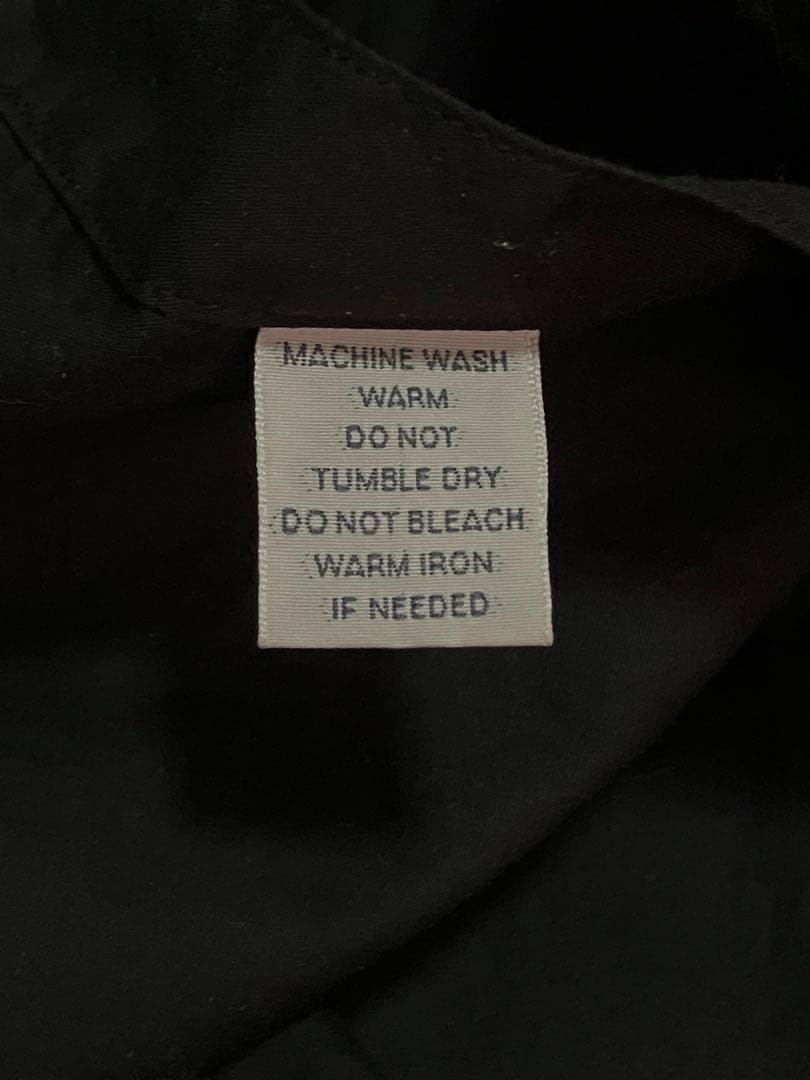 MACHINE WASH
WARM
DO NOT
TUMBLE DRY
DO NOT BLEACH
WARM IRON
IF NEEDED